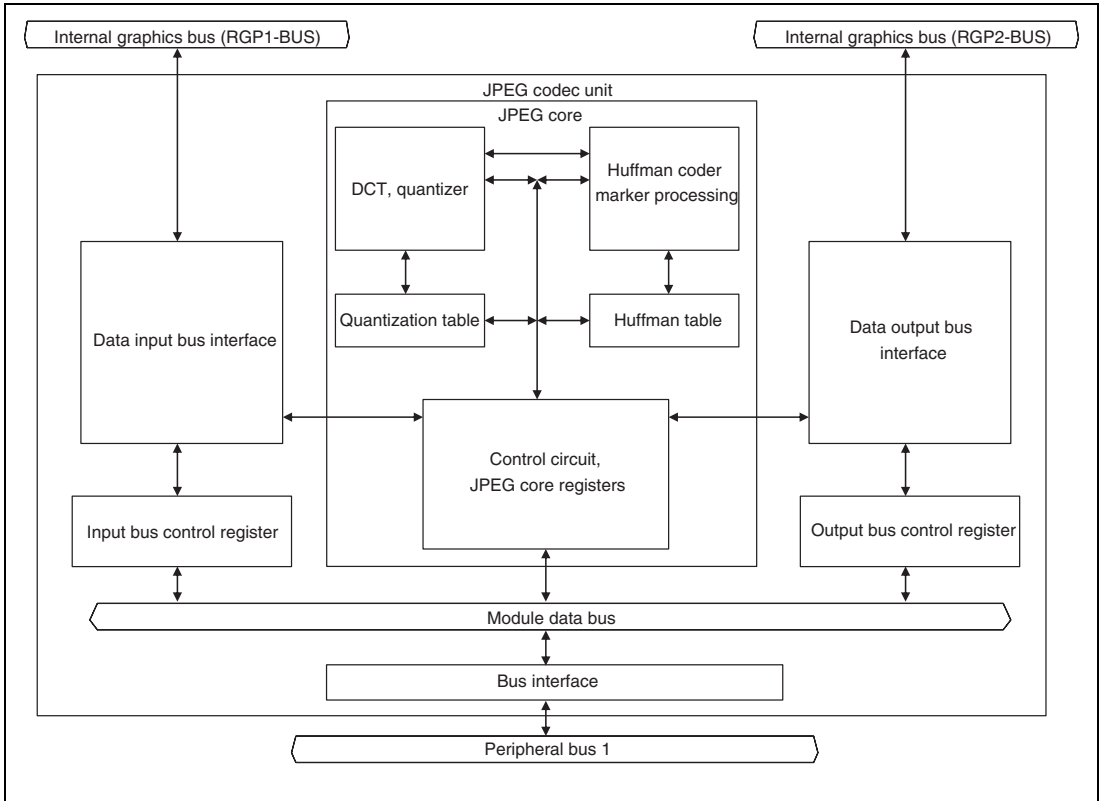 Internal graphics bus (RGP1-BUS)
Internal graphics bus (RGP2-BUS)
JPEG codec unit
JPEG core
DCT, quantizer
Huffman coder
marker processing
Quantization table
Huffman table
Data input bus interface
Data output bus
interface
Control circuit,
JPEG core registers
Input bus control register
Output bus control register
Module data bus
Bus interface
Peripheral bus 1